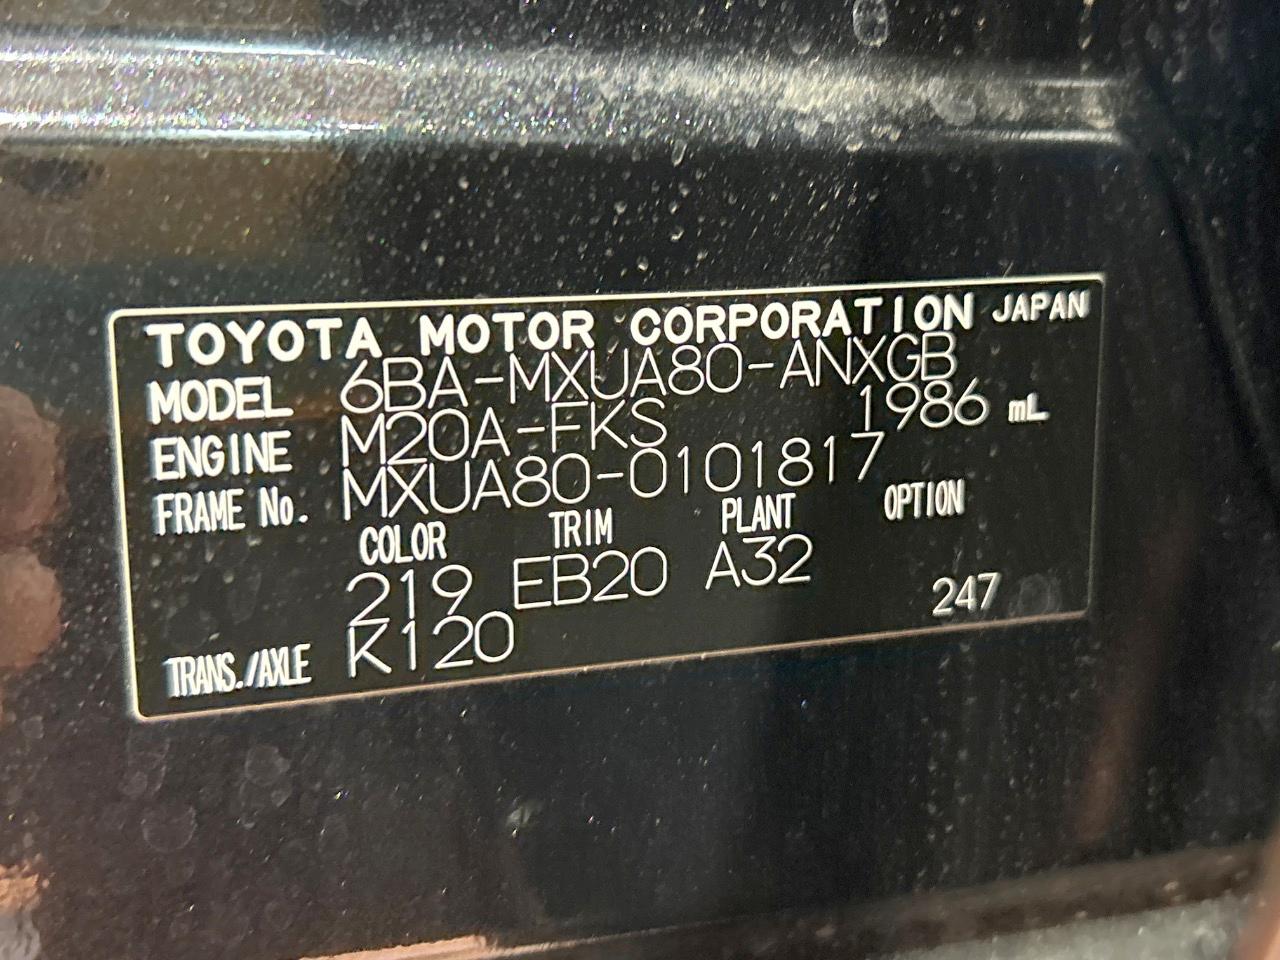 TOYOTA MOTOR CORPORATION JAPAN
MODEL 6BA-MXUA80-ANXGB
ENGINE M20A-FKS 1986 mL
FRAME No. MXUA80-0101817
COLOR TRIM PLANT OPTION
219 EB20 A32 247
TRANS./AXLE K120